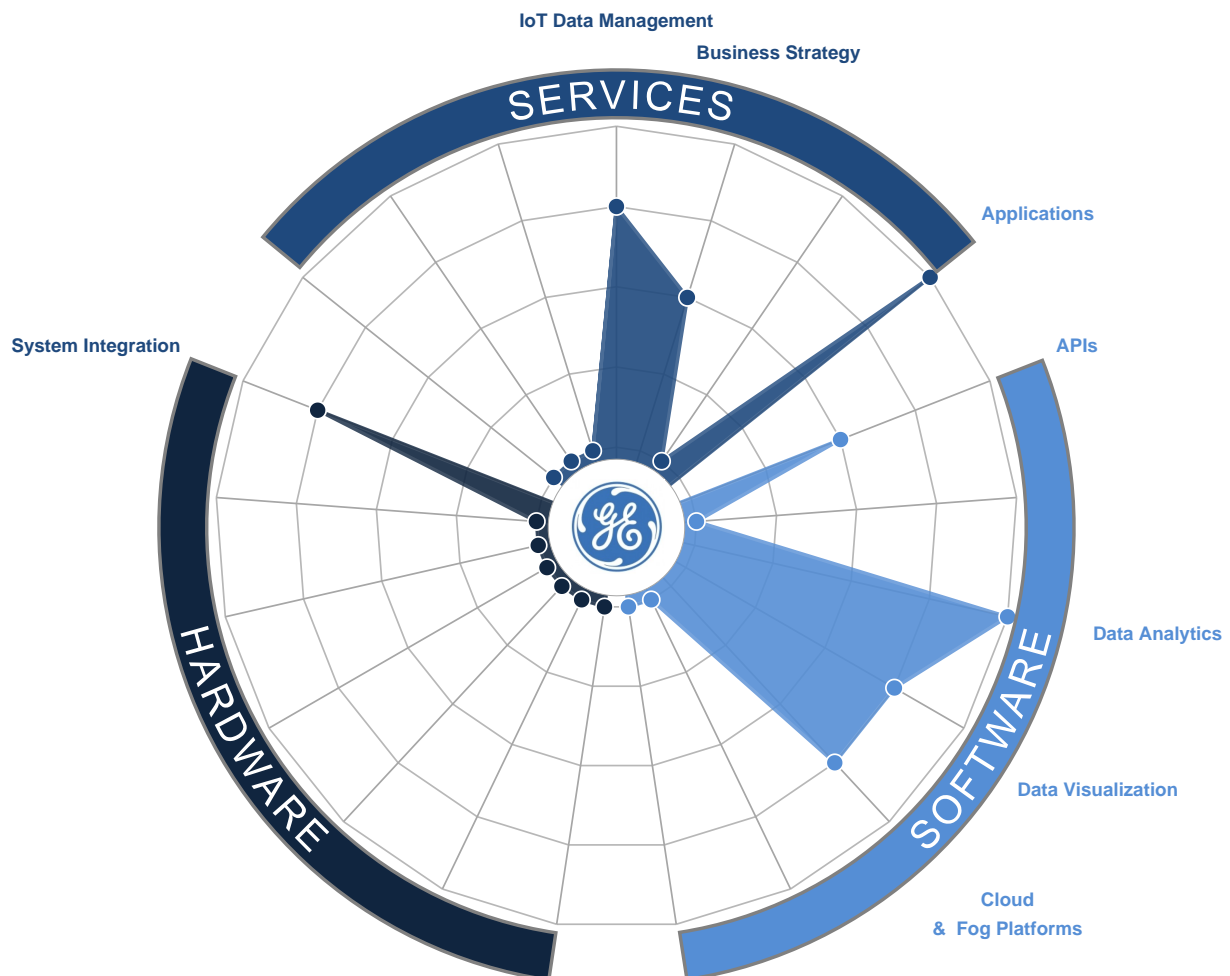 IoT Data Management
Business Strategy
SERVICES
Applications
System Integration
APIs
GE
Data Analytics
HARDWARE
SOFTWARE
Data Visualization
Cloud
& Fog Platforms